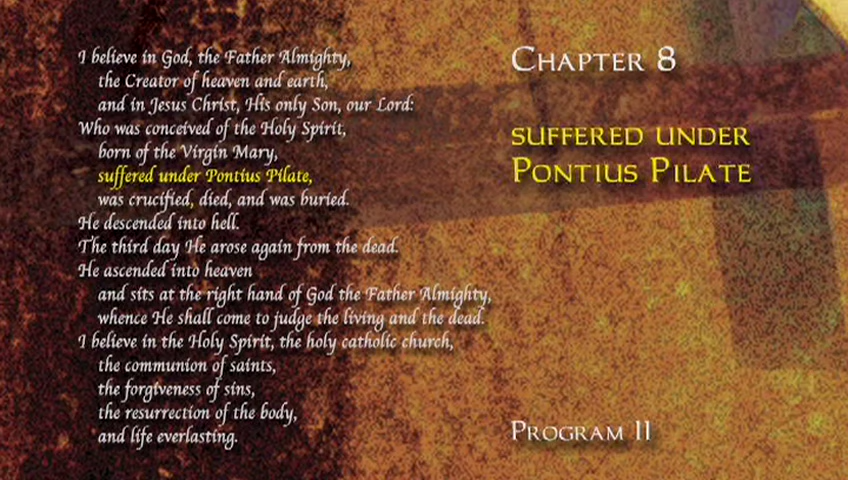 I believe in God, the Father Almighty,
the Creator of heaven and earth,
and in Jesus Christ, His only Son, our Lord:
Who was conceived of the Holy Spirit,
born of the Virgin Mary,
suffered under Pontius Pilate,
was crucified, died, and was buried.
He descended into hell.
The third day He arose again from the dead.
He ascended into heaven
and sits at the right hand of God the Father Almighty,
whence He shall come to judge the living and the dead.
I believe in the Holy Spirit, the holy catholic church,
the communion of saints,
the forgiveness of sins,
the resurrection of the body,
and life everlasting.
Chapter 8
suffered under
Pontius Pilate
Program II